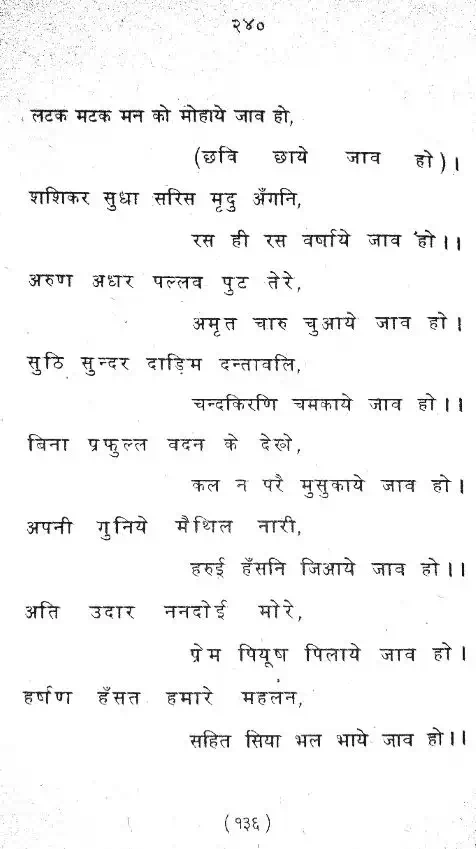 २४०
लटक मटक मन को मोहाये जाव हो,
(छवि छाये जाव हो)।
शशिकर सुधा सरिस मृदु अँगनि,
रस ही रस वर्षाये जाव हो।।
अरुण अधर पल्लव पुट तेरे,
अमृत चारु चुआये जाव हो।
सुठि सुन्दर दाड़िम दन्तावलि,
चन्दकिरणि चमकाये जाव हो।।
बिना प्रफुल्ल वदन के देखे,
कल न परै मुसुकाये जाव हो।
अपनी गुनिये मैथिल नारी,
हरुई हँसनि जिआये जाव हो।।
अति उदार ननदोई मोरे,
प्रेम पियूष पिलाये जाव हो।
हर्षण हँसत हमारे महलन,
सहित सिया भल भाये जाव हो।।
(१३६)